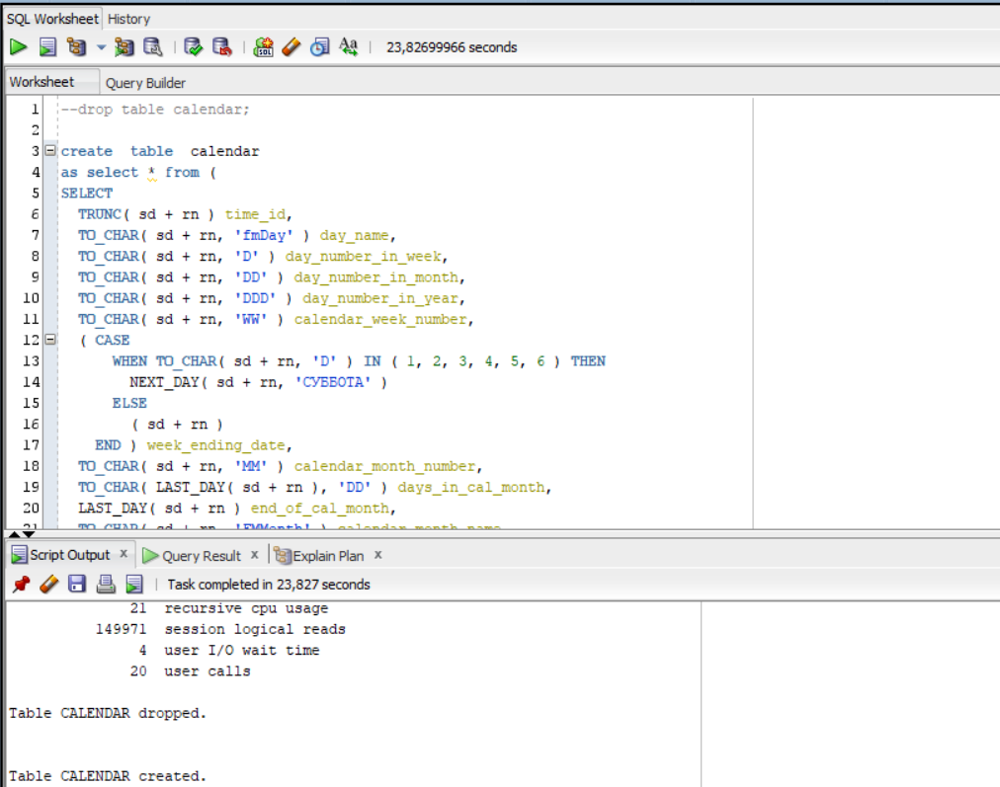 SQL Worksheet History
23,82699966 seconds
Worksheet Query Builder
1 --drop table calendar;
2
3 create  table  calendar
4 as select * from (
5 SELECT
6   TRUNC( sd + rn ) time_id,
7   TO_CHAR( sd + rn, 'fmDay' ) day_name,
8   TO_CHAR( sd + rn, 'D' ) day_number_in_week,
9   TO_CHAR( sd + rn, 'DD' ) day_number_in_month,
10   TO_CHAR( sd + rn, 'DDD' ) day_number_in_year,
11   TO_CHAR( sd + rn, 'WW' ) calendar_week_number,
12   ( CASE
13       WHEN TO_CHAR( sd + rn, 'D' ) IN ( 1, 2, 3, 4, 5, 6 ) THEN
14         NEXT_DAY( sd + rn, 'СУББОТА' )
15       ELSE
16         ( sd + rn )
17     END ) week_ending_date,
18   TO_CHAR( sd + rn, 'MM' ) calendar_month_number,
19   TO_CHAR( LAST_DAY( sd + rn ), 'DD' ) days_in_cal_month,
20   LAST_DAY( sd + rn ) end_of_cal_month,
21   TO_CHAR( sd + rn, 'FMMonth' ) calendar_month_name
Script Output x Query Result x Explain Plan x
Task completed in 23,827 seconds
21 recursive cpu usage
149971 session logical reads
4 user I/O wait time
20 user calls
Table CALENDAR dropped.
Table CALENDAR created.